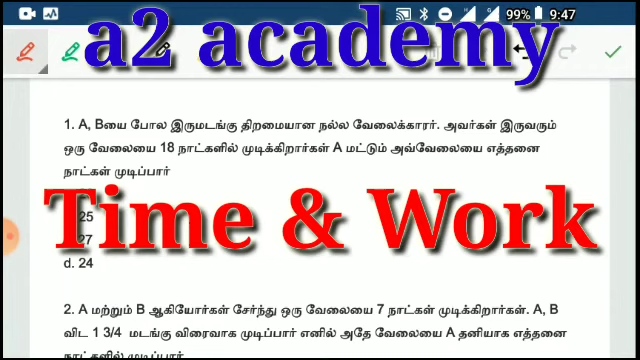 99% 9:47
a2 academy
1. A, Bயை போல இருமடங்கு திறமையான நல்ல வேலைக்காரர். அவர்கள் இருவரும்
ஒரு வேலையை 18 நாட்களில் முடிக்கிறார்கள் A மட்டும் அவ்வேலையை எத்தனை
நாட்கள் முடிப்பார்
25
Time & Work
27
d. 24
2. A மற்றும் B ஆகியோர்கள் சேர்ந்து ஒரு வேலையை 7 நாட்கள் முடிக்கிறார்கள். A, B
விட 1 3/4 மடங்கு விரைவாக முடிப்பார் எனில் அதே வேலையை A தனியாக எத்தனை
நாட்களில் முடிப்பார்